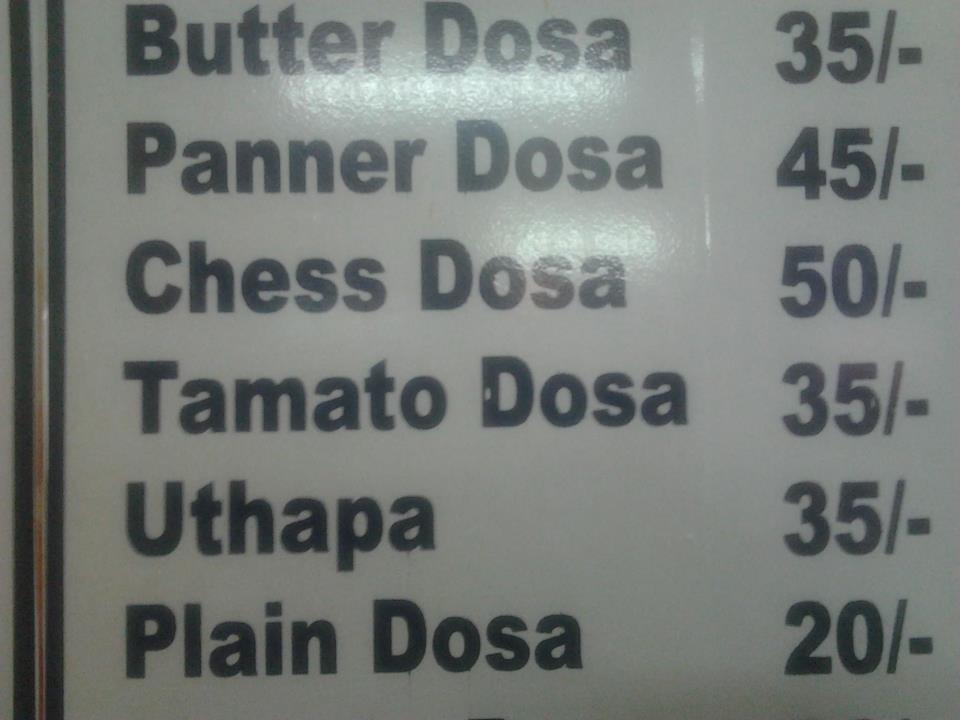 Butter Dosa 35/-
Panner Dosa 45/-
Chess Dosa 50/-
Tamato Dosa 35/-
Uthapa 35/-
Plain Dosa 20/-